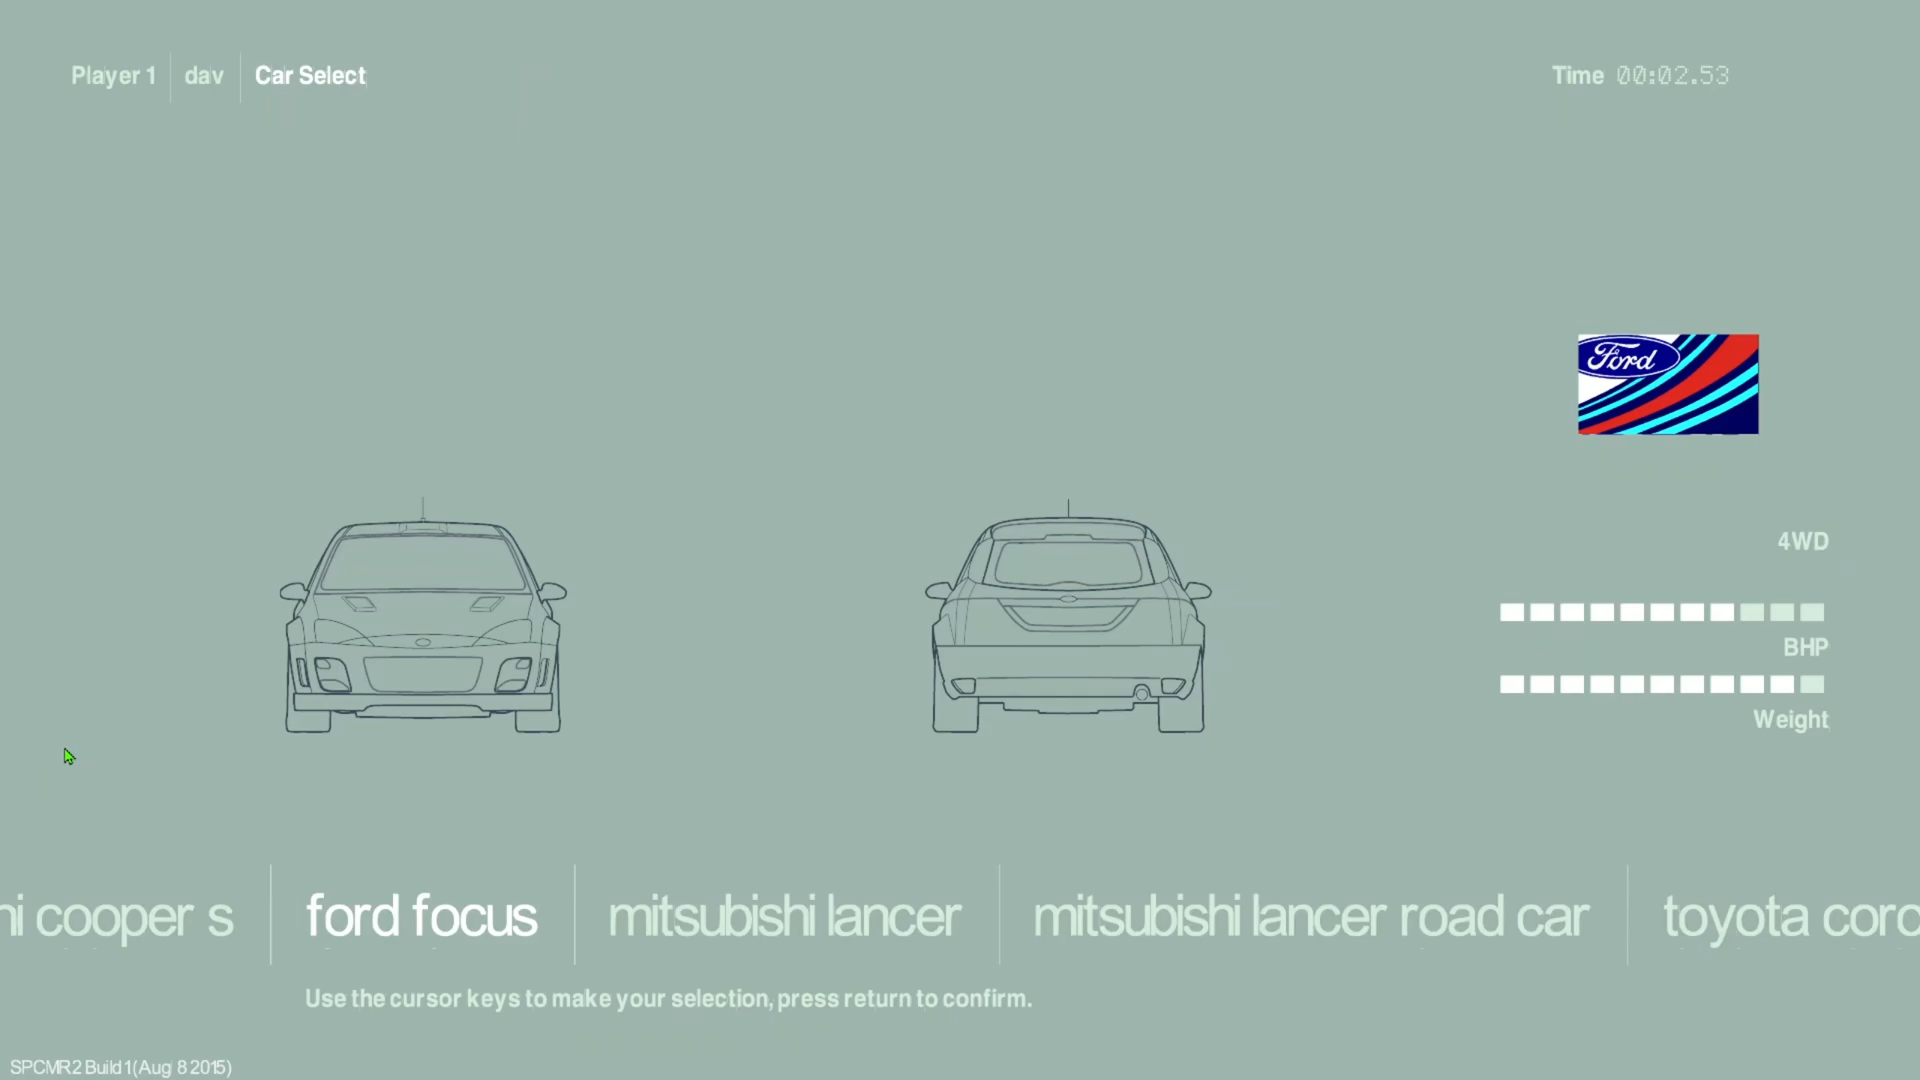 Player 1 dav Car Select
Time 00:02.53
Ford
4WD
BHP
Weight
ni cooper s ford focus mitsubishi lancer mitsubishi lancer road car toyota coro
Use the cursor keys to make your selection, press return to confirm.
SPCMR2 Build 1 (Aug 8 2015)